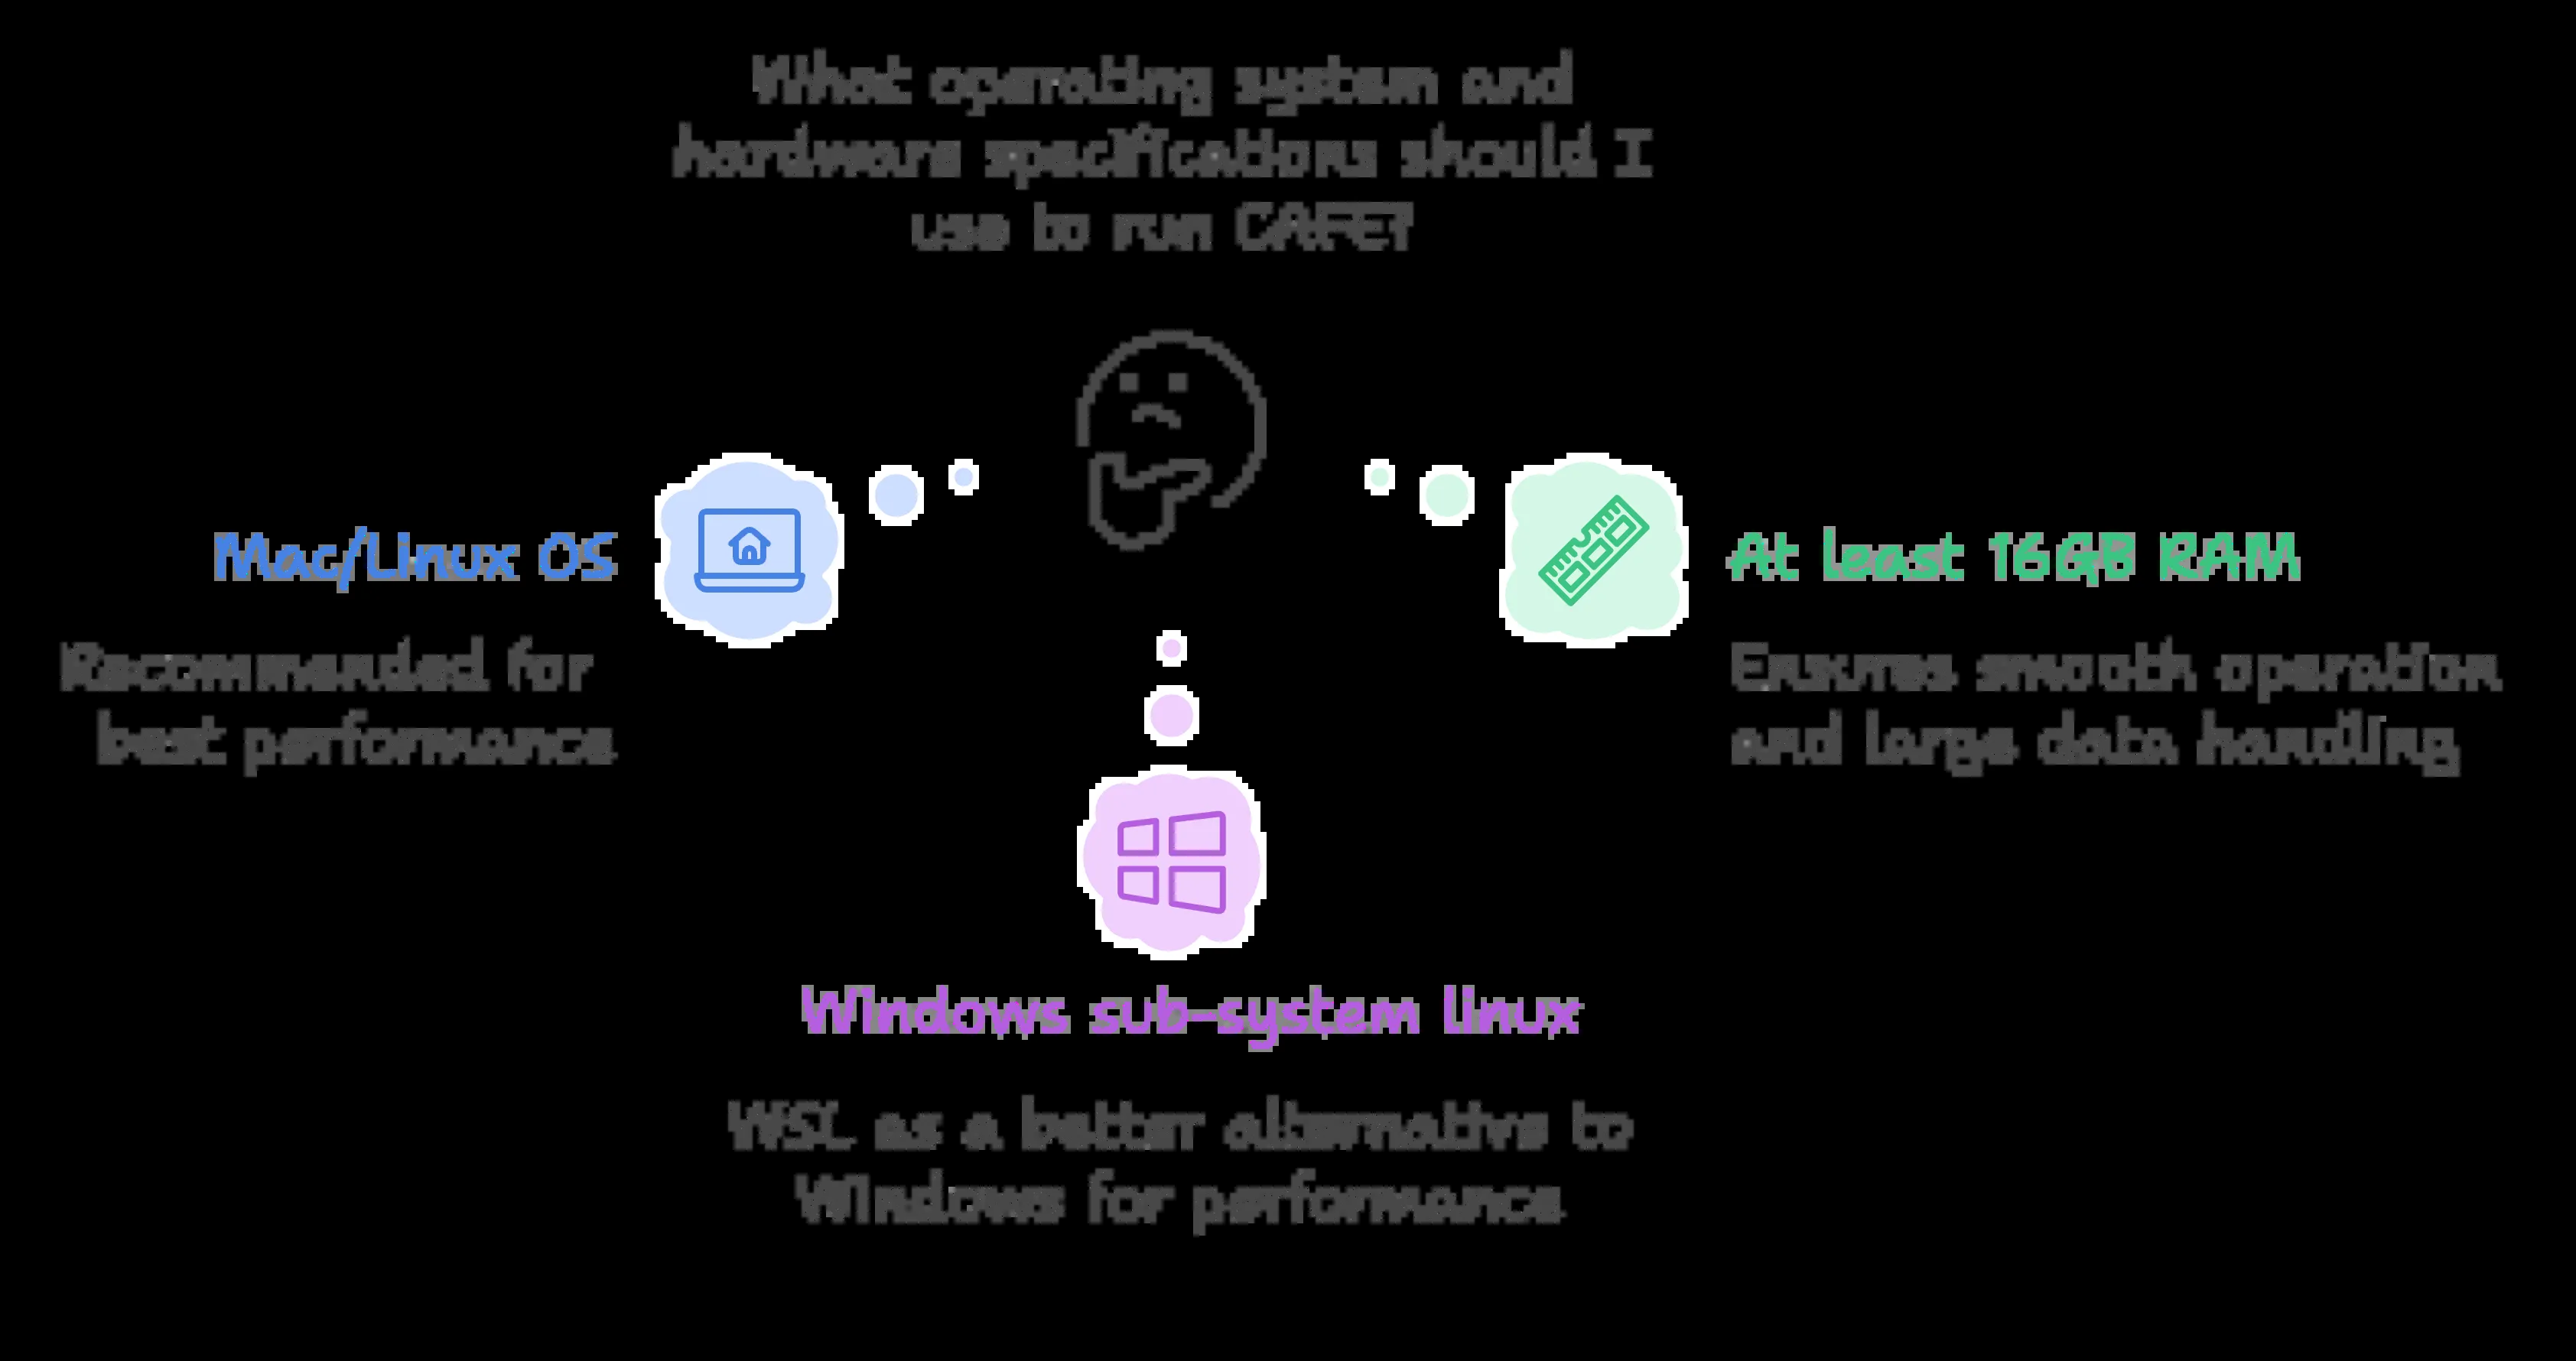 What operating system and
hardware specifications should I
use to run CAFE?
Mac/Linux OS
Recommended for
best performance
At least 16GB RAM
Ensures smooth operation
and large data handling
Windows sub-system linux
WSL as a better alternative to
Windows for performance